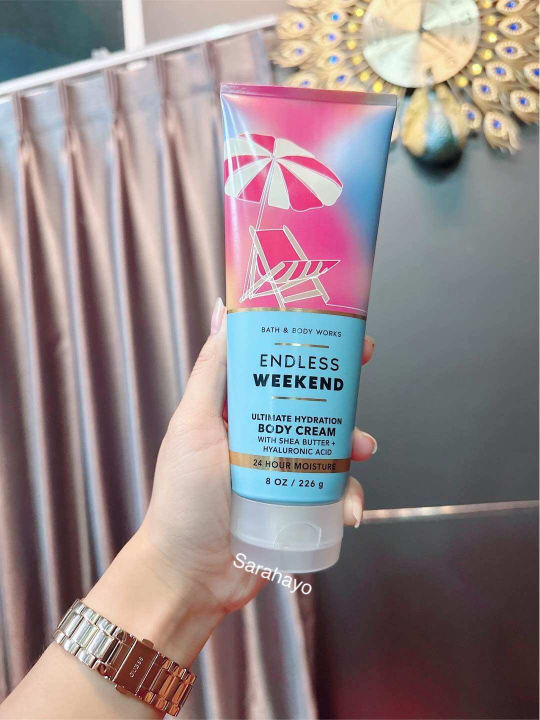 BATH & BODY WORKS
ENDLESS
WEEKEND
ULTIMATE HYDRATION
BODY CREAM
WITH SHEA BUTTER +
HYALURONIC ACID
24 HOUR MOISTURE
8 OZ / 226 g
Sarahayo
GUESS